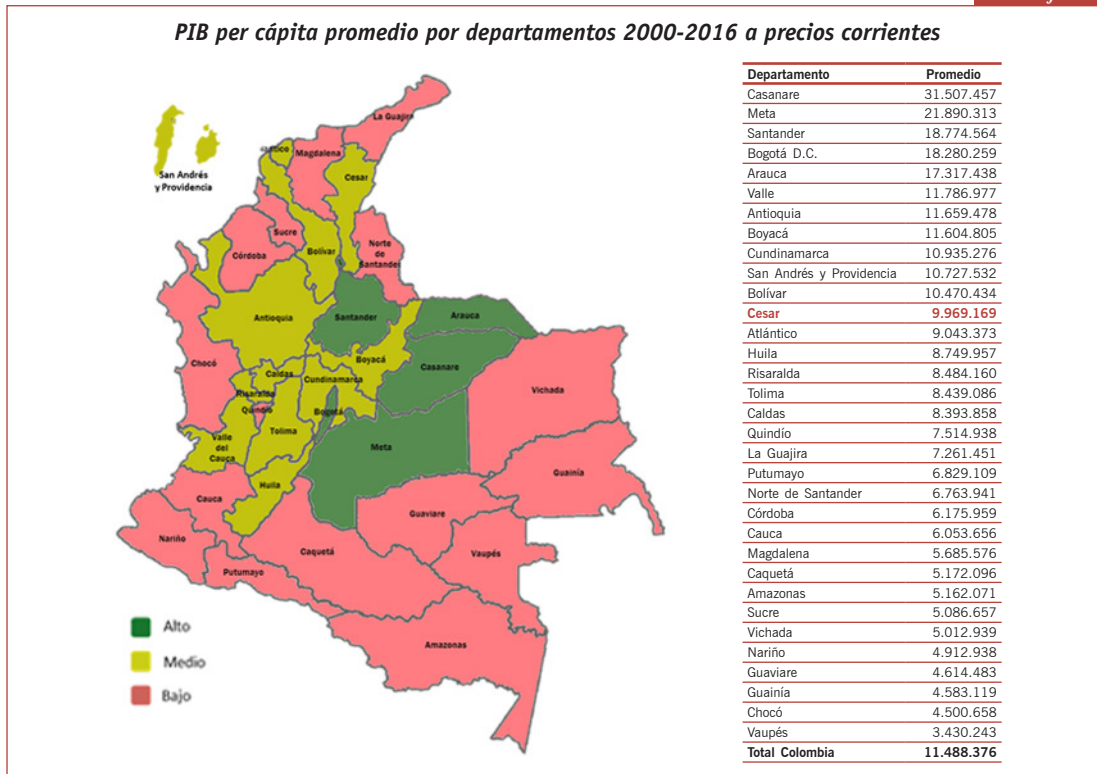 PIB per cápita promedio por departamentos 2000-2016 a precios corrientes
La Guajira
Magdalena
Cesar
San Andrés
y Providencia
Sucre
Córdoba
Bolívar
Norte
de
Santander
Antioquia
Santander
Arauca
Chocó
Boyacá
Casanare
Caldas
Cundinamarca
Risaralda
Quindío
Bogotá
Vichada
Tolima
Valle
del
Cauca
Meta
Guainía
Huila
Cauca
Guaviare
Nariño
Caquetá
Vaupés
Putumayo
Amazonas
Alto
Medio
Bajo
Departamento Promedio
Casanare 31.507.457
Meta 21.890.313
Santander 18.774.564
Bogotá D.C. 18.280.259
Arauca 17.317.438
Valle 11.786.977
Antioquia 11.659.478
Boyacá 11.604.805
Cundinamarca 10.935.276
San Andrés y Providencia 10.727.532
Bolívar 10.470.434
Cesar 9.969.169
Atlántico 9.043.373
Huila 8.749.957
Risaralda 8.484.160
Tolima 8.439.086
Caldas 8.393.858
Quindío 7.514.938
La Guajira 7.261.451
Putumayo 6.829.109
Norte de Santander 6.763.941
Córdoba 6.175.959
Cauca 6.053.656
Magdalena 5.685.576
Caquetá 5.172.096
Amazonas 5.162.071
Sucre 5.086.657
Vichada 5.012.939
Nariño 4.912.938
Guaviare 4.614.483
Guainía 4.583.119
Chocó 4.500.658
Vaupés 3.430.243
Total Colombia 11.488.376